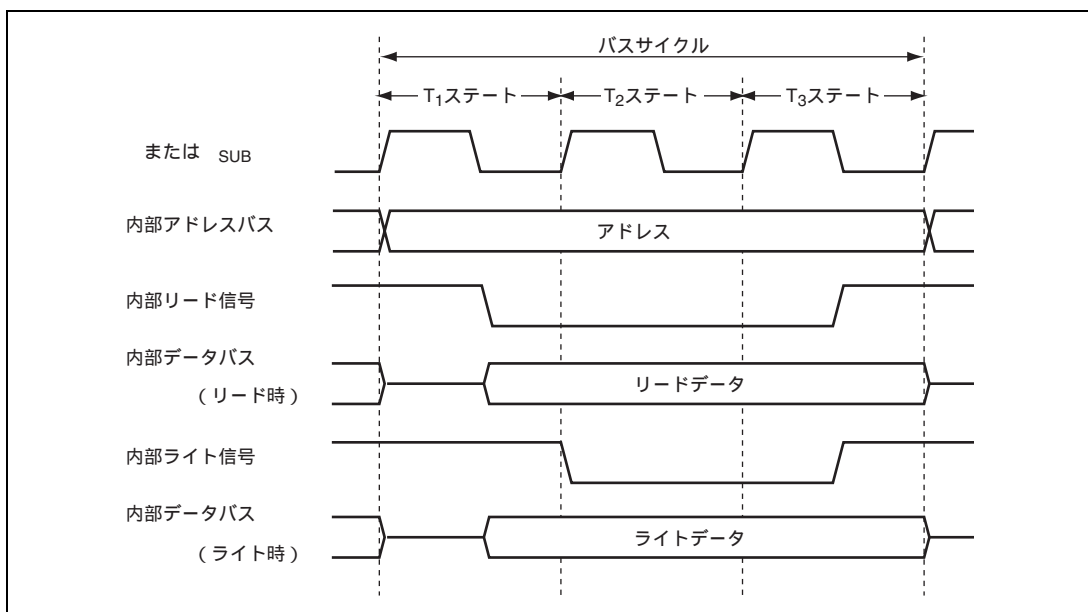 バスサイクル
T1ステート
T2ステート
T3ステート
または SUB
内部アドレスバス
アドレス
内部リード信号
内部データバス
(リード時)
リードデータ
内部ライト信号
内部データバス
(ライト時)
ライトデータ